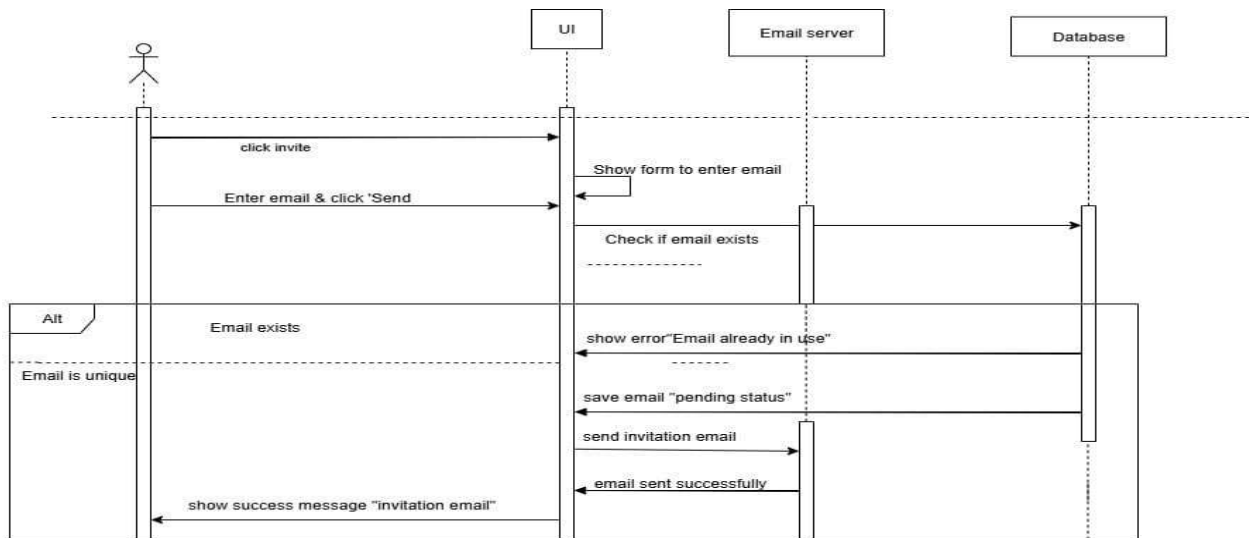 UI
Email server
Database
click invite
Show form to enter email
Enter email & click 'Send
Check if email exists
Alt
Email exists
show error"Email already in use"
Email is unique
save email "pending status"
send invitation email
email sent successfully
show success message "invitation email"